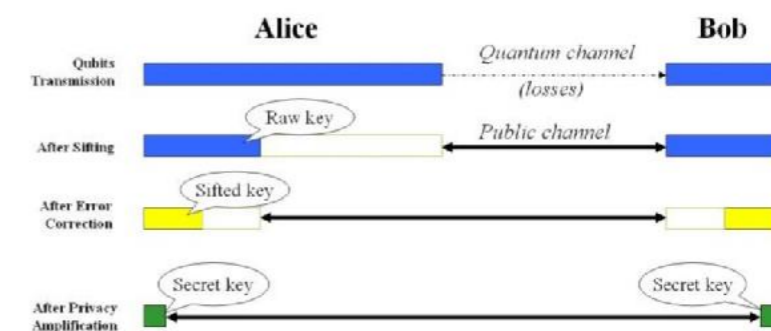 Alice Bob
Qubits
Transmission
Quantum channel
(losses)
Raw key
After Sifting
Public channel
Sifted key
After Error
Correction
Secret key Secret key
After Privacy
Amplification